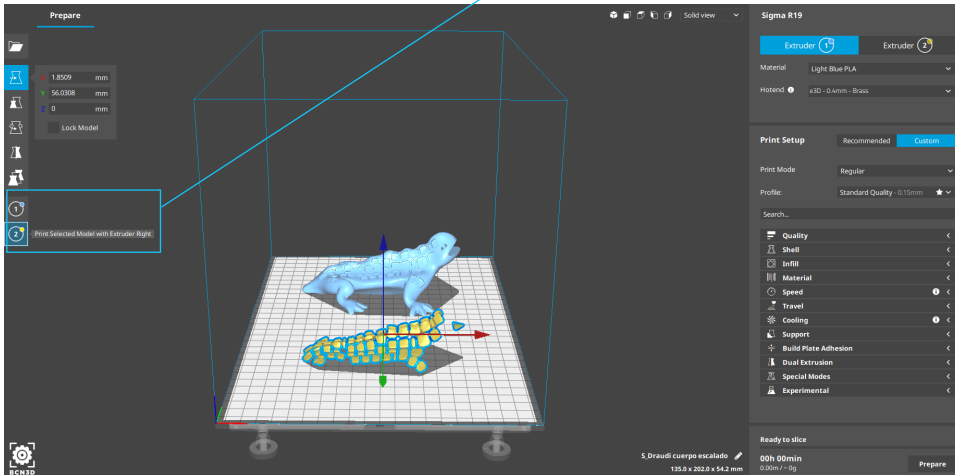 Prepare
Solid view
Sigma R19
Extruder 1
Extruder 2
Material
Light Blue PLA
Hotend
e3D - 0.4mm - Brass
X 1.8509 mm
Y 56.0308 mm
Z 0 mm
Lock Model
Print Setup
Recommended
Custom
Print Mode
Regular
Profile:
Standard Quality - 0.15mm
Search...
1
2
Print Selected Model with Extruder Right
Quality
Shell
Infill
Material
Speed
Travel
Cooling
Support
Build Plate Adhesion
Dual Extrusion
Special Modes
Experimental
Ready to slice
00h 00min
0.00m / ~ 0g
Prepare
S_Draudi cuerpo escalado
135.0 x 202.0 x 54.2 mm
BCN3D